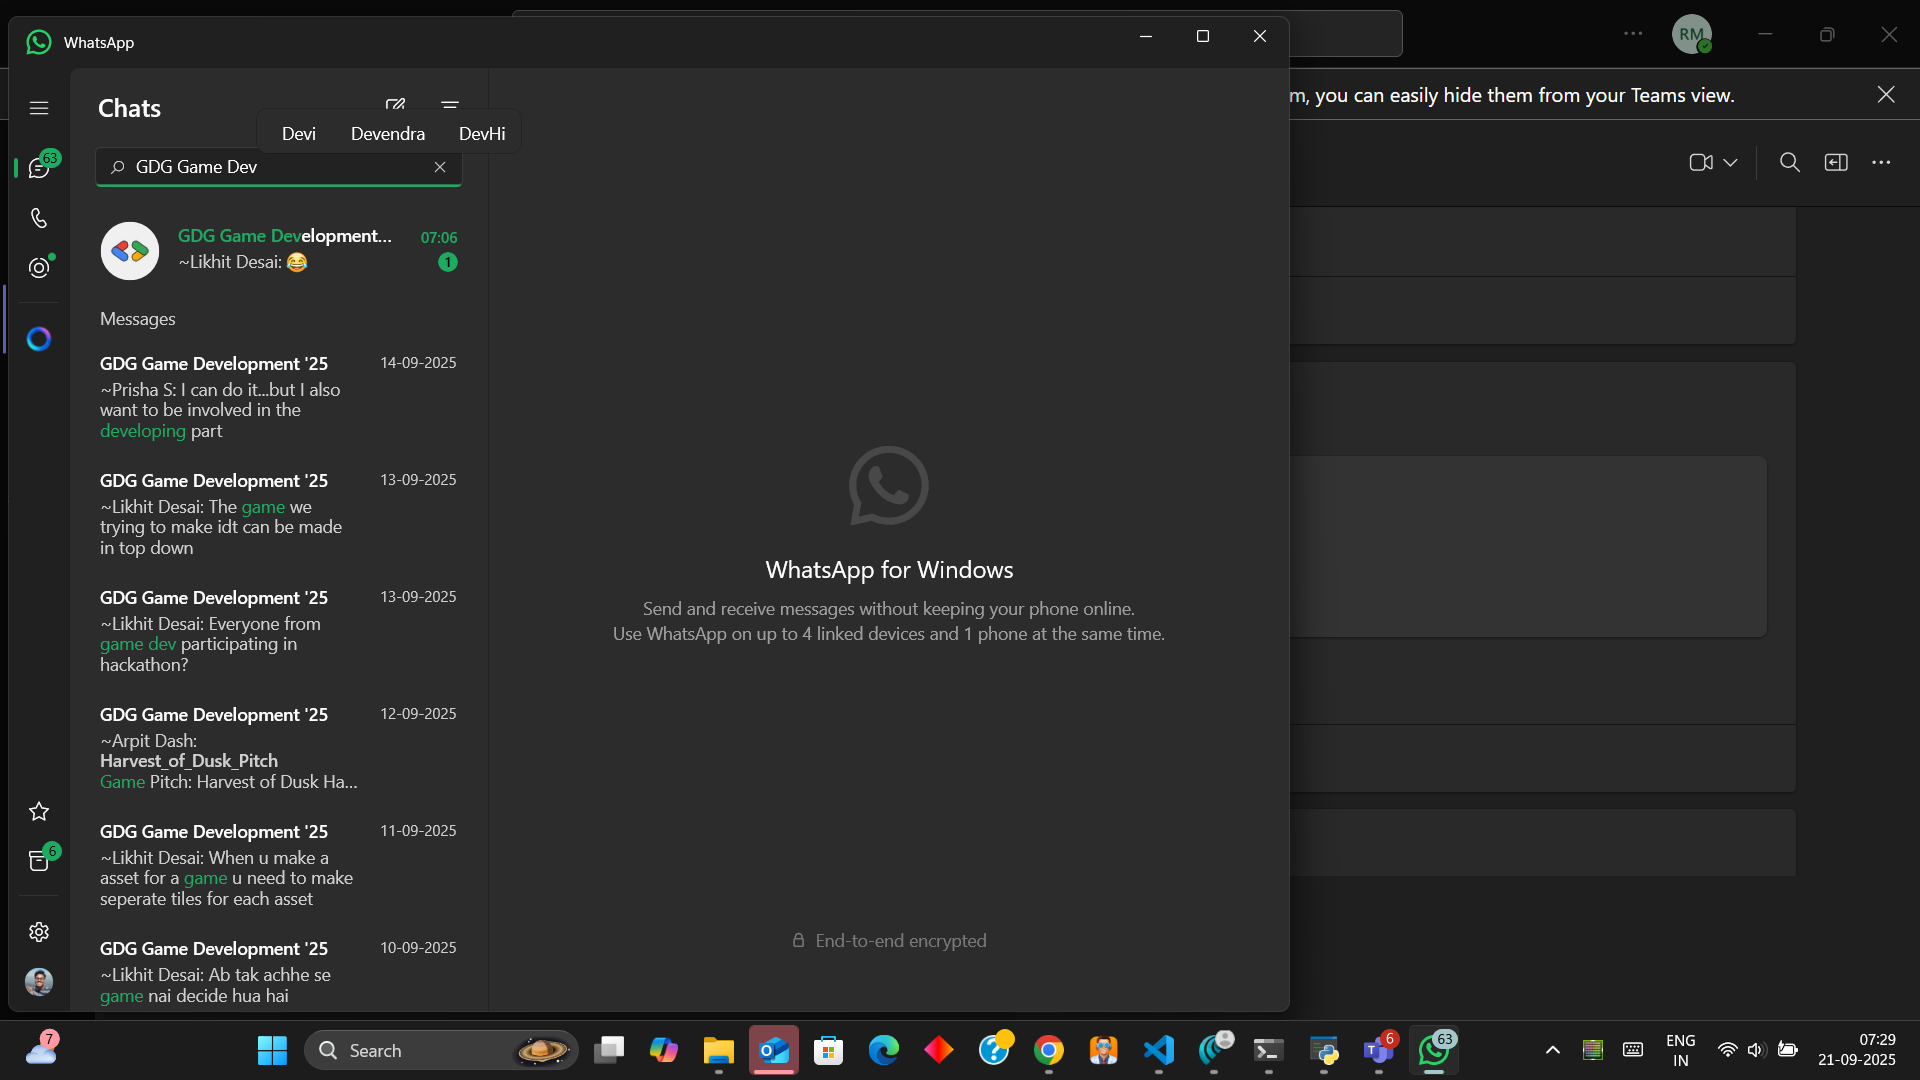 WhatsApp
RM
m, you can easily hide them from your Teams view.
Chats
Devi Devendra DevHi
GDG Game Dev
63
GDG Game Development... 07:06
~Likhit Desai: 😂 1
Messages
GDG Game Development '25 14-09-2025
~Prisha S: I can do it...but I also
want to be involved in the
developing part
GDG Game Development '25 13-09-2025
~Likhit Desai: The game we
trying to make idt can be made
in top down
GDG Game Development '25 13-09-2025
~Likhit Desai: Everyone from
game dev participating in
hackathon?
GDG Game Development '25 12-09-2025
~Arpit Dash:
Harvest_of_Dusk_Pitch
Game Pitch: Harvest of Dusk Ha...
GDG Game Development '25 11-09-2025
~Likhit Desai: When u make a
asset for a game u need to make
seperate tiles for each asset
6
GDG Game Development '25 10-09-2025
~Likhit Desai: Ab tak achhe se
game nai decide hua hai
WhatsApp for Windows
Send and receive messages without keeping your phone online.
Use WhatsApp on up to 4 linked devices and 1 phone at the same time.
End-to-end encrypted
7
Search
6
63
ENG
IN
07:29
21-09-2025